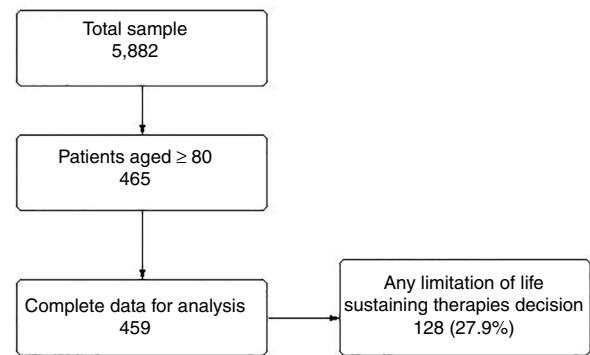 Total sample
5,882
Patients aged ≥ 80
465
Complete data for analysis
459
Any limitation of life
sustaining therapies decision
128 (27.9%)